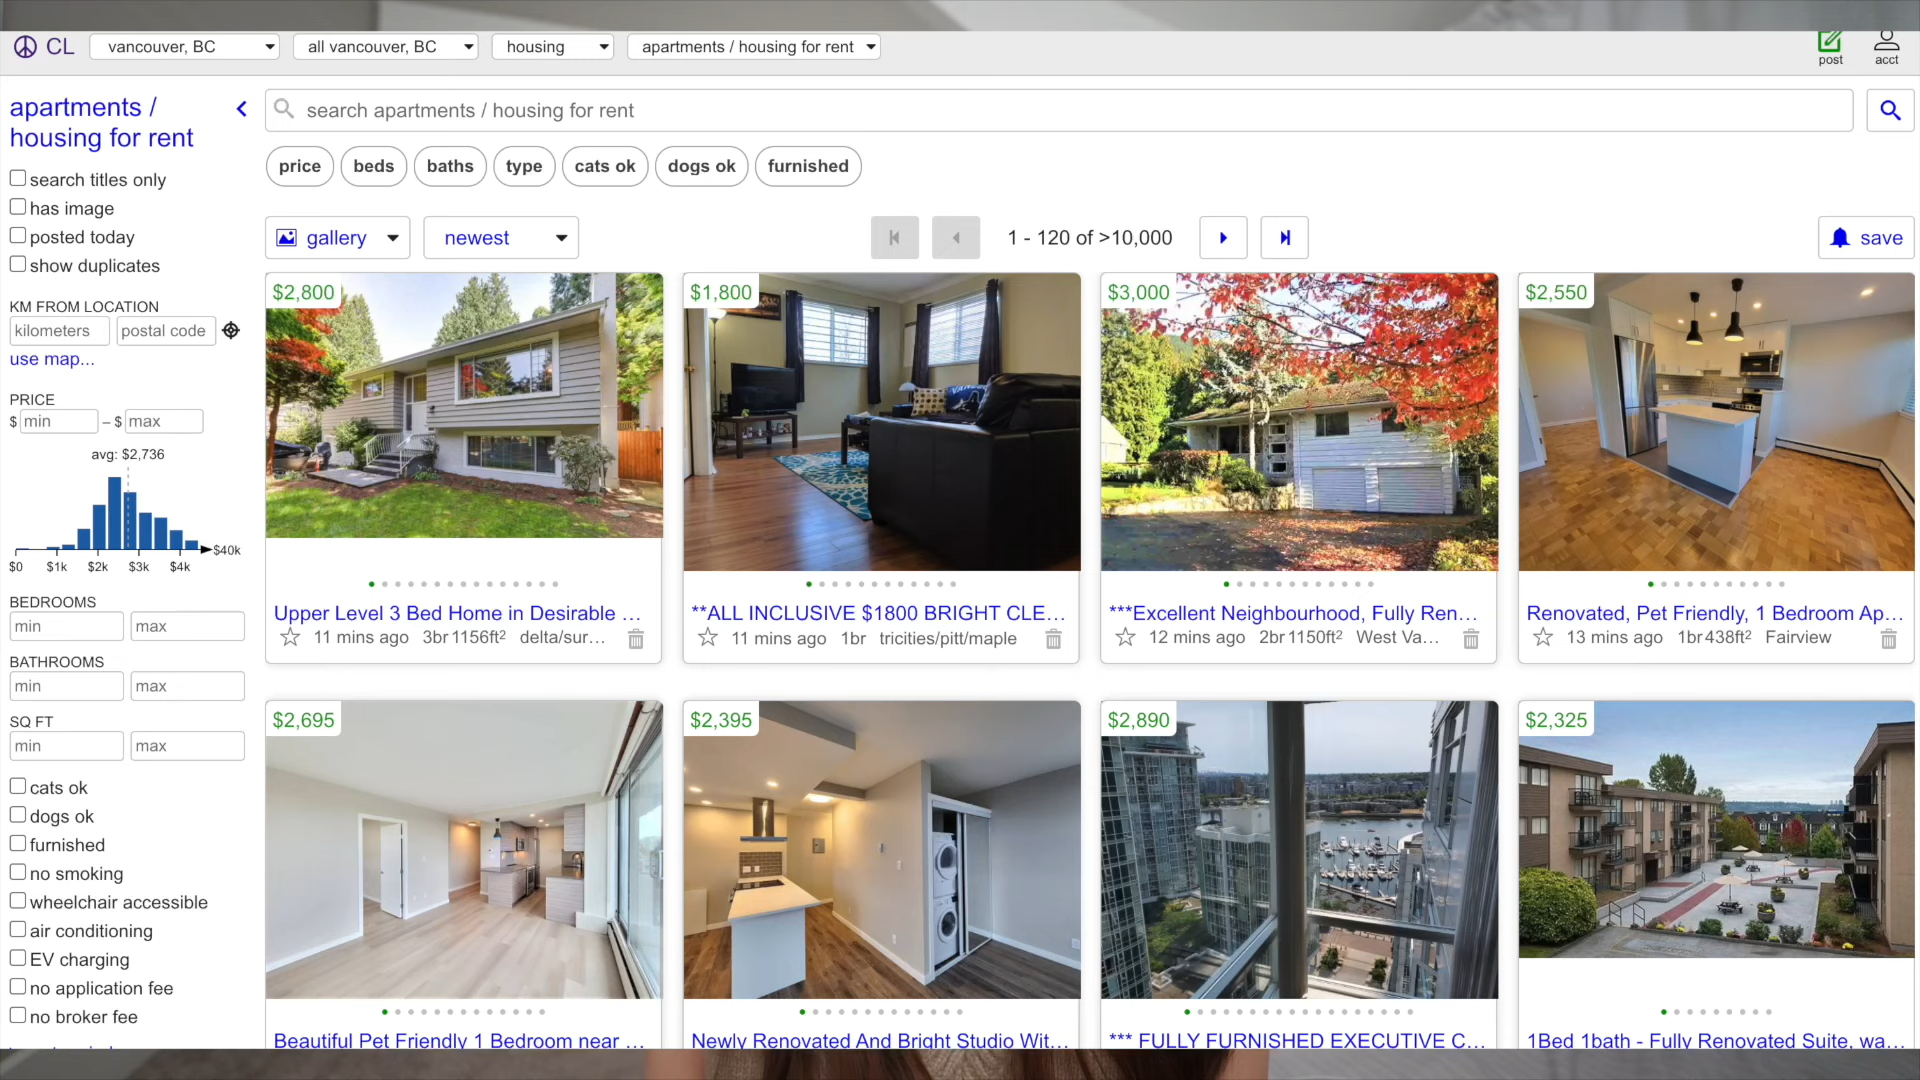 CL
vancouver, BC
all vancouver, BC
housing
apartments / housing for rent
post
acct
apartments /
housing for rent
search titles only
has image
posted today
show duplicates
KM FROM LOCATION
kilometers
postal code
use map...
PRICE
$ min – $ max
avg: $2,736
$40k
$0 $1k $2k $3k $4k
BEDROOMS
min max
BATHROOMS
min max
SQ FT
min max
cats ok
dogs ok
furnished
no smoking
wheelchair accessible
air conditioning
EV charging
no application fee
no broker fee
search apartments / housing for rent
price beds baths type cats ok dogs ok furnished
gallery
newest
1 - 120 of >10,000
save
$2,800
Upper Level 3 Bed Home in Desirable …
11 mins ago 3br 1156ft² delta/sur…
$1,800
**ALL INCLUSIVE $1800 BRIGHT CLE…
11 mins ago 1br tricities/pitt/maple
$3,000
***Excellent Neighbourhood, Fully Ren…
12 mins ago 2br 1150ft² West Va…
$2,550
Renovated, Pet Friendly, 1 Bedroom Ap…
13 mins ago 1br 438ft² Fairview
$2,695
Beautiful Pet Friendly 1 Bedroom near …
$2,395
Newly Renovated And Bright Studio Wit…
$2,890
*** FULLY FURNISHED EXECUTIVE C…
$2,325
1Bed 1bath - Fully Renovated Suite, wa…